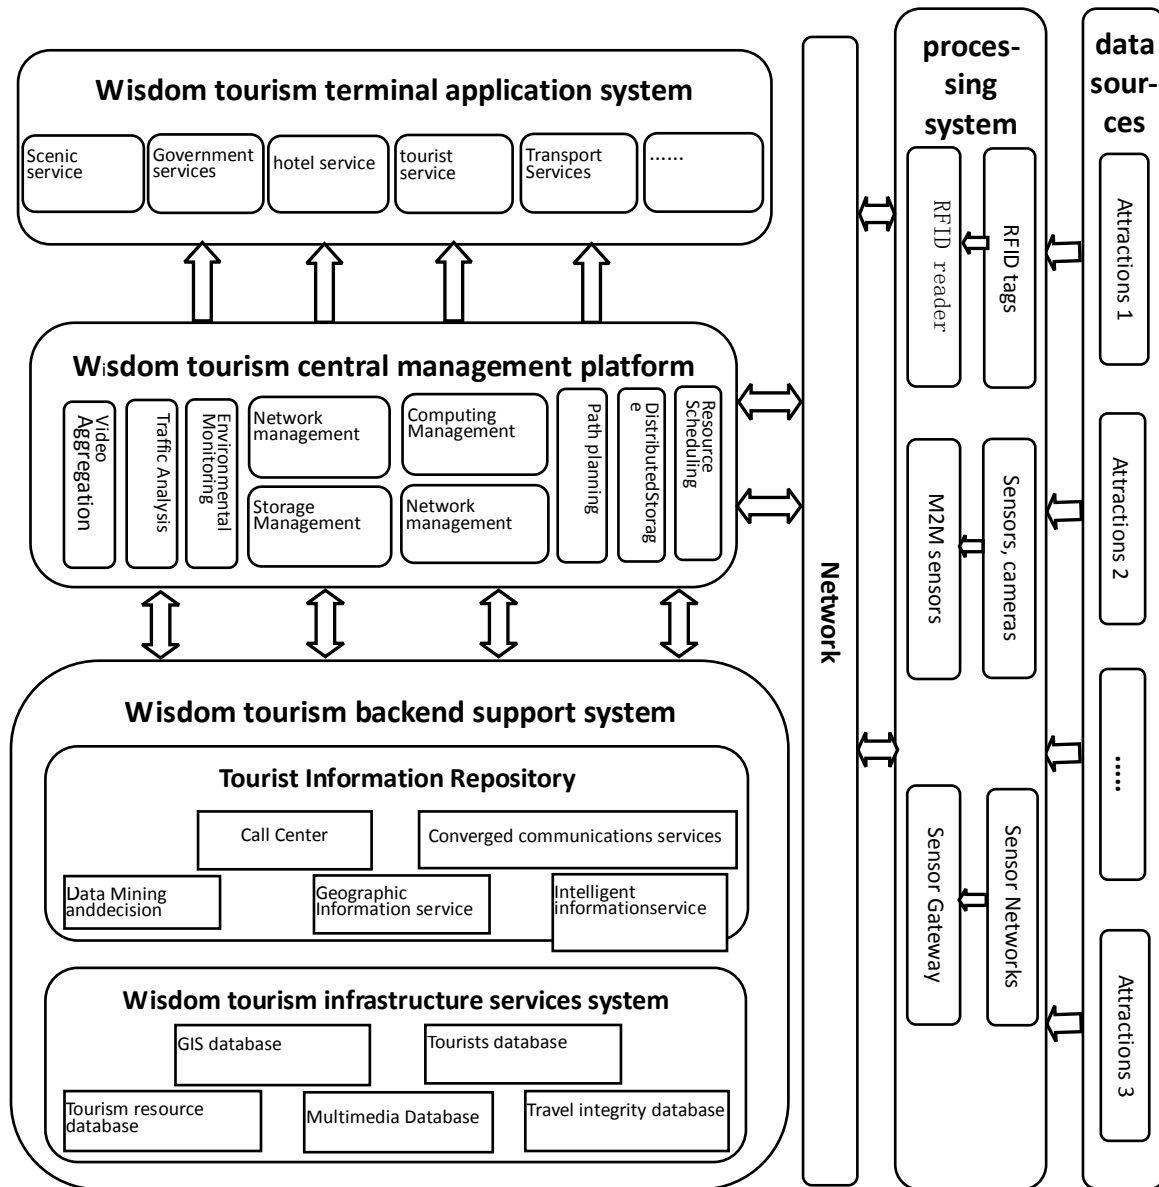 Wisdom tourism terminal application system
Scenic
service
Government
services
hotel service
tourist
service
Transport
Services
......
Wisdom tourism central management platform
Video
Aggregation
Traffic Analysis
Environmental
Monitoring
Network
management
Computing
Management
Storage
Management
Network
management
Path planning
DistributedStorag
e
Resource
Scheduling
Wisdom tourism backend support system
Tourist Information Repository
Call Center
Converged communications services
Data Mining
anddecision
Geographic
Information service
Intelligent
informationservice
Wisdom tourism infrastructure services system
GIS database
Tourists database
Tourism resource
database
Multimedia Database
Travel integrity database
Network
proces-
sing
system
RFID reader
RFID tags
M2M sensors
Sensors, cameras
Sensor Gateway
Sensor Networks
data
sour-
ces
Attractions 1
Attractions 2
.....
Attractions 3